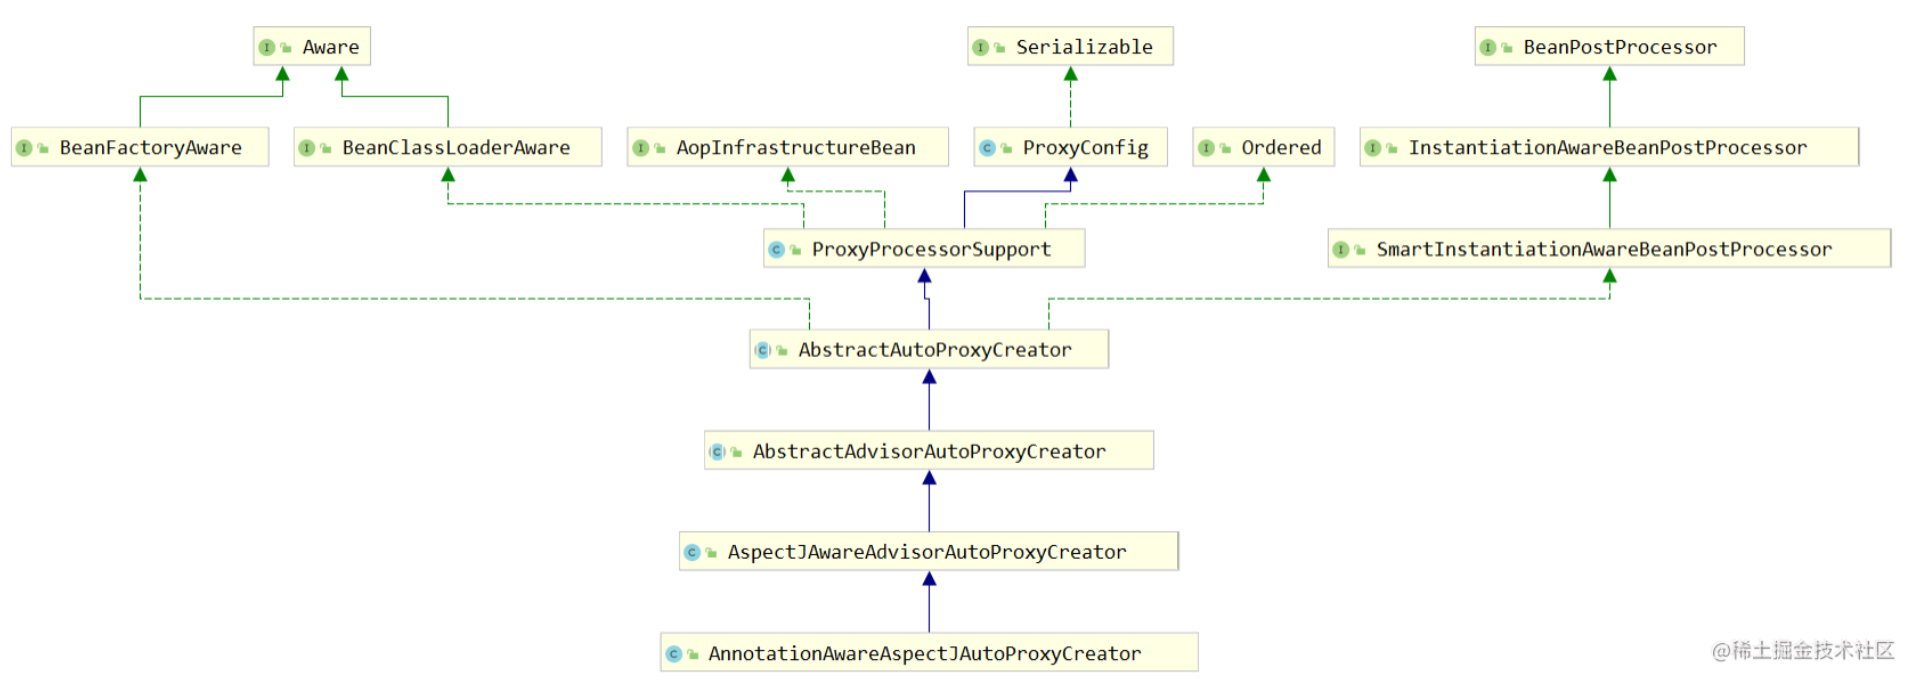 Aware
Serializable
BeanPostProcessor
BeanFactoryAware
BeanClassLoaderAware
AopInfrastructureBean
ProxyConfig
Ordered
InstantiationAwareBeanPostProcessor
ProxyProcessorSupport
SmartInstantiationAwareBeanPostProcessor
AbstractAutoProxyCreator
AbstractAdvisorAutoProxyCreator
AspectJAwareAdvisorAutoProxyCreator
AnnotationAwareAspectJAutoProxyCreator
@稀土掘金技术社区